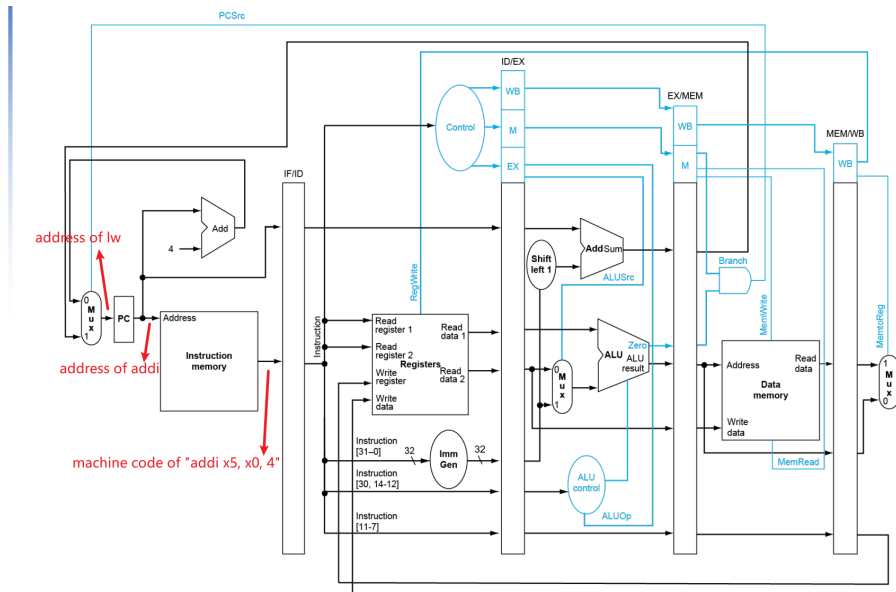 PCSrc
ID/EX
WB
EX/MEM
Control
M
WB
MEM/WB
EX
M
WB
IF/ID
Add
4
address of lw
Shift
left 1
AddSum
Branch
ALUSrc
RegWrite
MemWrite
MemtoReg
0
Mux
1
PC
Address
Instruction
memory
address of addi
machine code of "addi x5, x0, 4"
Instruction
Read
register 1
Read
register 2
Write
register
Write
data
Registers
Read
data 1
Read
data 2
0
Mux
1
Zero
ALU
ALU
result
Address
Read
data
Data
memory
Write
data
MemRead
1
Mux
0
Instruction
[31–0]
32
Imm
Gen
32
Instruction
[30, 14-12]
ALU
control
ALUOp
Instruction
[11-7]